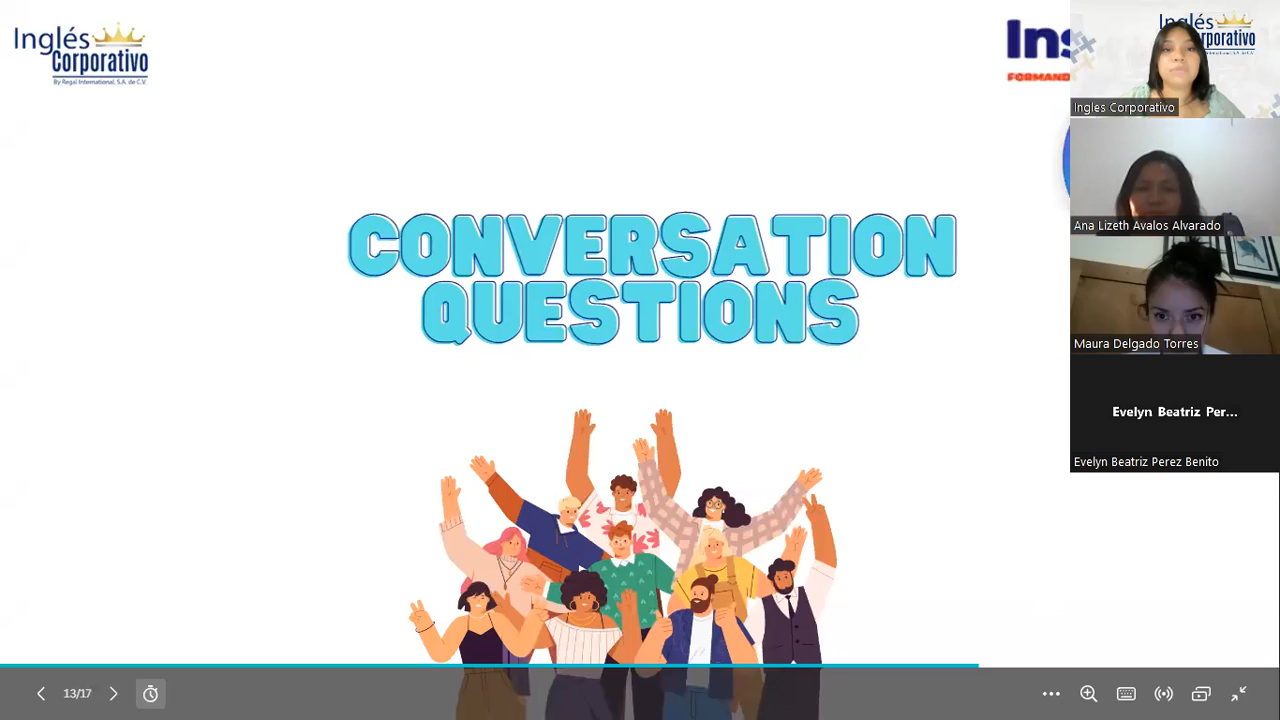 Inglés
Corporativo
By Regal International, S.A. de C.V.
Ins
FORMAND
Inglés
rporativo
Ingles Corporativo
Ana Lizeth Avalos Alvarado
CONVERSATION
QUESTIONS
Maura Delgado Torres
Evelyn Beatriz Per...
Evelyn Beatriz Perez Benito
13/17